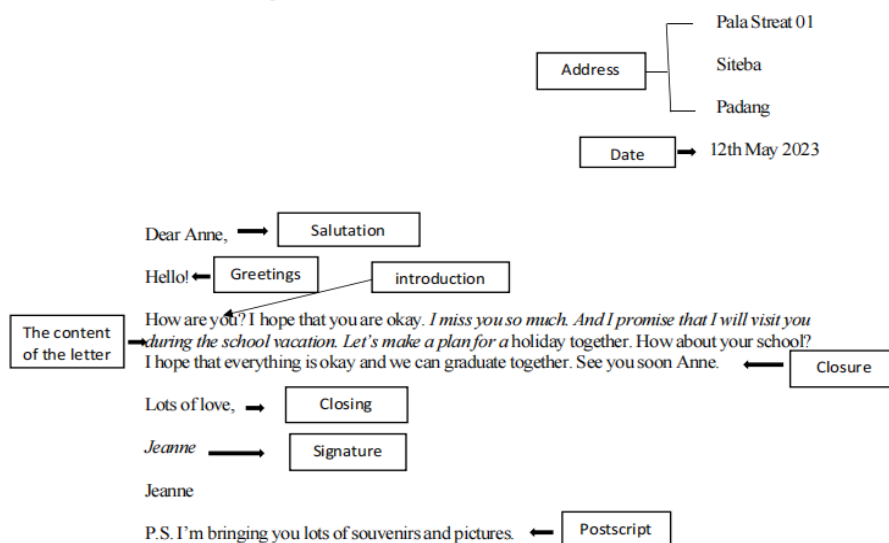 Pala Streat 01
Address
Siteba
Padang
Date
12th May 2023
Dear Anne,
Salutation
Hello!
Greetings
introduction
The content
of the letter
How are you? I hope that you are okay. I miss you so much. And I promise that I will visit you
during the school vacation. Let's make a plan for a holiday together. How about your school?
I hope that everything is okay and we can graduate together. See you soon Anne.
Closure
Lots of love,
Closing
Jeanne
Signature
Jeanne
P.S. I'm bringing you lots of souvenirs and pictures.
Postscript